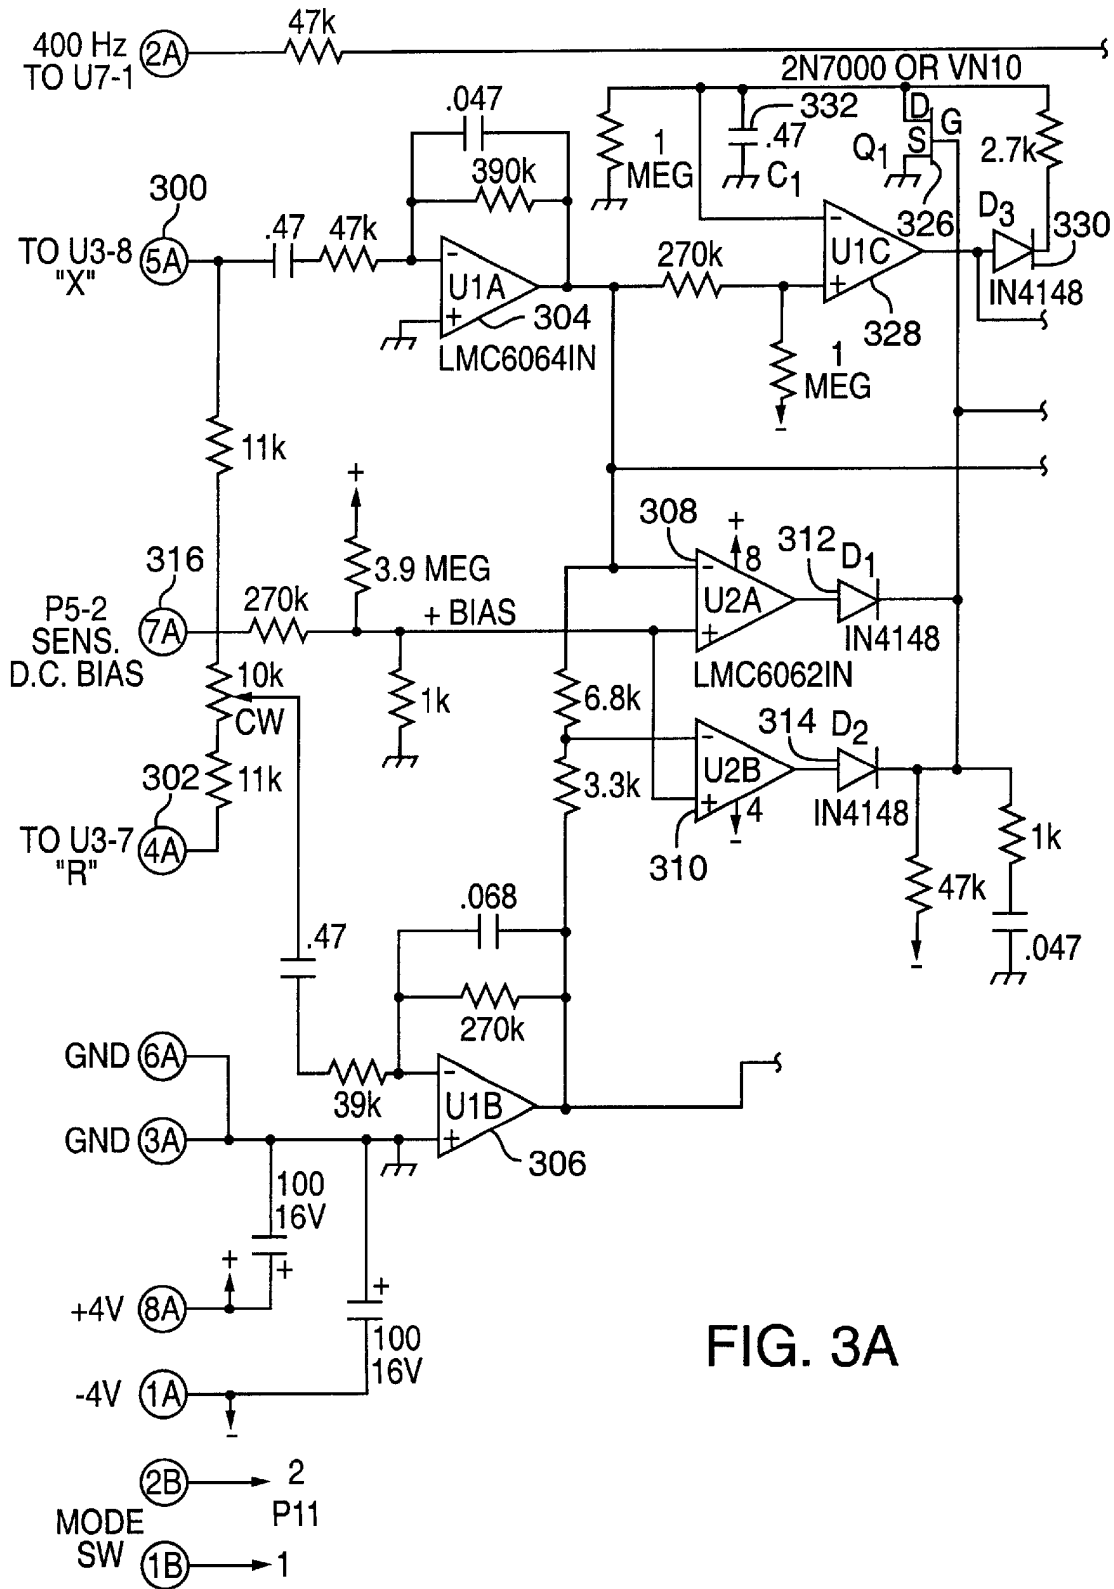 400 Hz
TO U7-1
2A
47k
2N7000 OR VN10
.047
390k
1
MEG
332
.47
C1
D
S
G
Q1
326
2.7k
300
TO U3-8
"X"
5A
.47
47k
-
U1A
+
304
LMC6064IN
270k
-
U1C
+
328
D3
330
IN4148
1
MEG
-
11k
+
3.9 MEG
316
P5-2
SENS.
D.C. BIAS
7A
270k
+ BIAS
308
-
U2A
+
+
8
312
D1
IN4148
LMC6062IN
10k
CW
1k
6.8k
302
11k
TO U3-7
"R"
4A
3.3k
-
U2B
+
4
-
310
314
D2
IN4148
1k
47k
-
.047
.47
.068
270k
39k
-
U1B
+
306
GND
6A
GND
3A
100
16V
+
+
+4V
8A
+
100
16V
-4V
1A
-
FIG. 3A
2B
2
P11
MODE
SW
1B
1